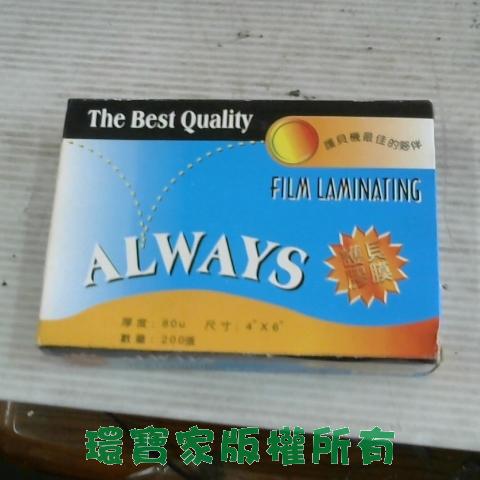 The Best Quality
護貝機最佳的夥伴
FILM LAMINATING
ALWAYS
護貝
膠膜
厚度: 80u 尺寸: 4"X6"
數量: 200張
環寶家版權所有